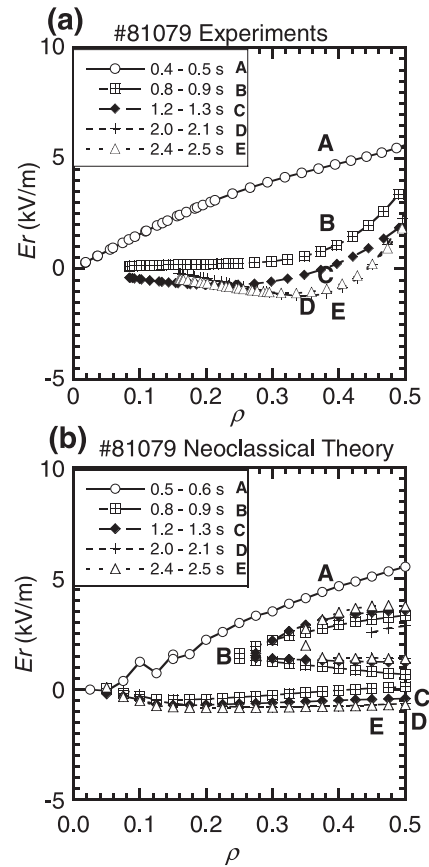 (a)
#81079 Experiments
10
5
0
-5
Er (kV/m)
0.4 - 0.5 s A
0.8 - 0.9 s B
1.2 - 1.3 s C
2.0 - 2.1 s D
2.4 - 2.5 s E
A
B
C
D E
0.0 0.1 0.2 0.3 0.4 0.5
ρ
(b)
#81079 Neoclassical Theory
10
5
0
-5
Er (kV/m)
0.5 - 0.6 s A
0.8 - 0.9 s B
1.2 - 1.3 s C
2.0 - 2.1 s D
2.4 - 2.5 s E
A
B
C
E D
0.0 0.1 0.2 0.3 0.4 0.5
ρ